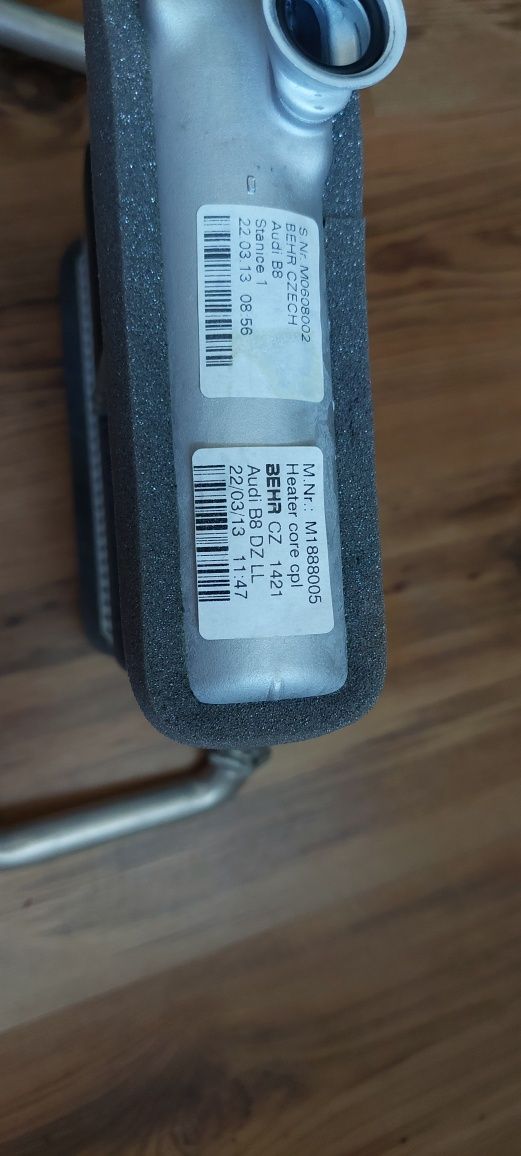 S.Nr. M0608002
BEHR CZECH
Audi B8
Stanice 1
22.03.13 08:56
M.Nr.: M1888005
Heater core cpl
BEHR CZ 1421
Audi B8 DZ LL
22/03/13 11:47